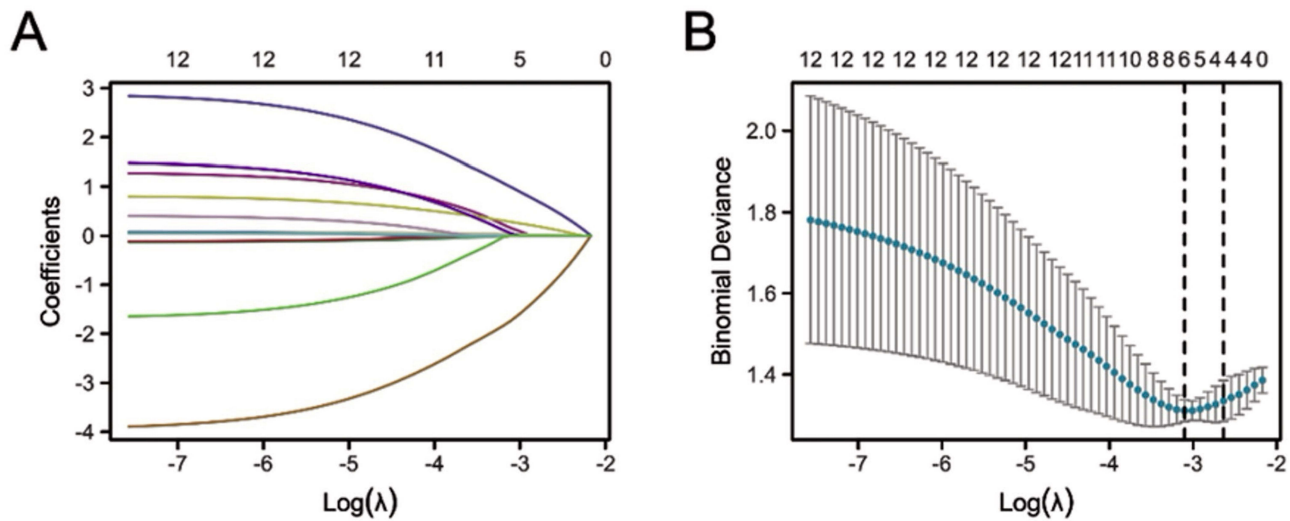 A
12 12 12 11 5 0
3
2
1
0
-1
-2
-3
-4
Coefficients
-7 -6 -5 -4 -3 -2
Log(λ)
B
12 12 12 12 12 12 12 12 12 11 11 10 8 8 6 5 4 4 4 0
2.0
1.8
1.6
1.4
Binomial Deviance
-7 -6 -5 -4 -3 -2
Log(λ)